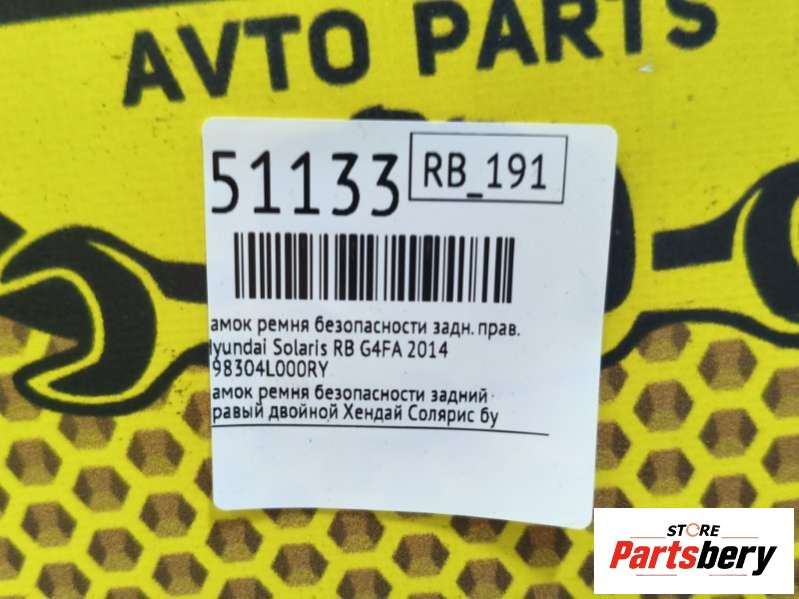 AVTO PARTS
51133
RB_191
амок ремня безопасности задн. прав.
yundai Solaris RB G4FA 2014
98304L000RY
амок ремня безопасности задний
равый двойной Хендай Солярис бу
STORE
Partsbery